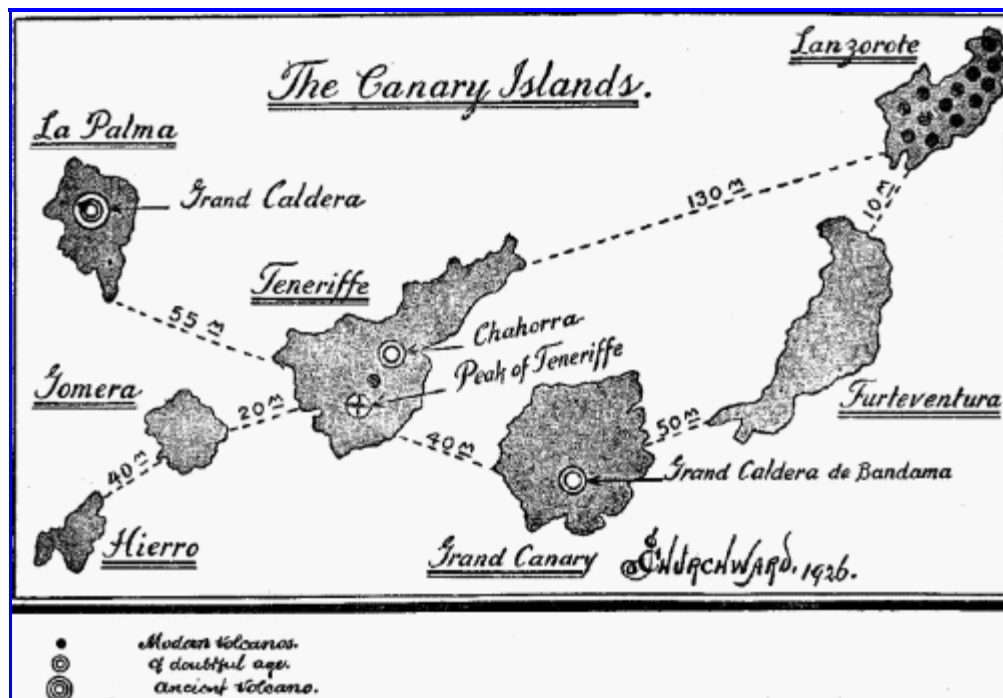 The Canary Islands.
Lanzorote
La Palma
Grand Caldera
130 M
10 M
Teneriffe
55 M
Chahorra
Peak of Teneriffe
Gomera
20 M
Furteventura
40 M
50 M
40 M
Grand Caldera de Bandama
Hierro
Grand Canary
J CHURCHWARD. 1926.
Modern Volcanos.
of doubtful age.
ancient Volcano.